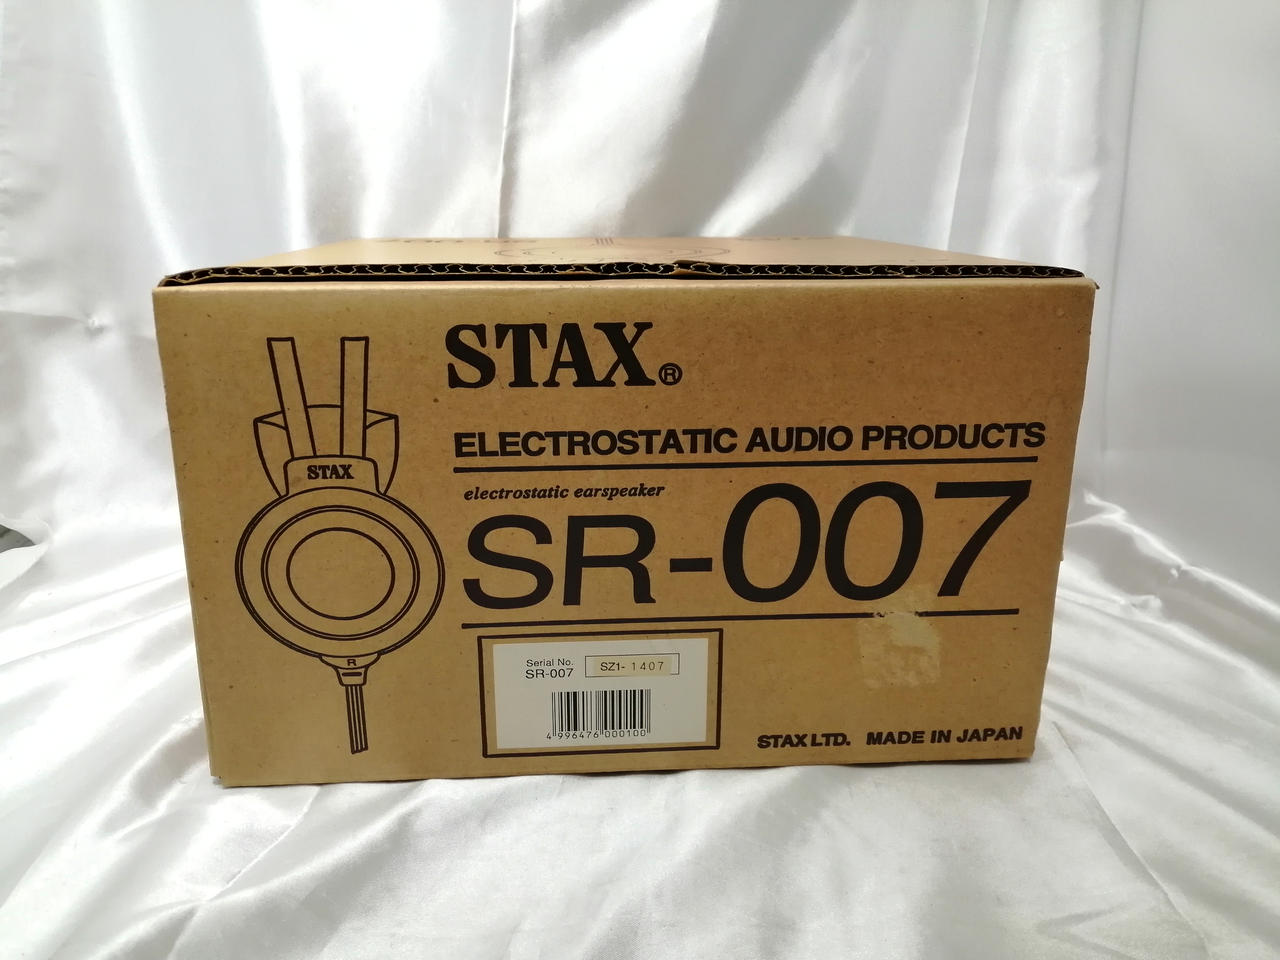 STAX®
ELECTROSTATIC AUDIO PRODUCTS
electrostatic earspeaker
SR-007
STAX
R
Serial No.
SR-007
SZ1- 1407
4 996476 000100
STAX LTD. MADE IN JAPAN